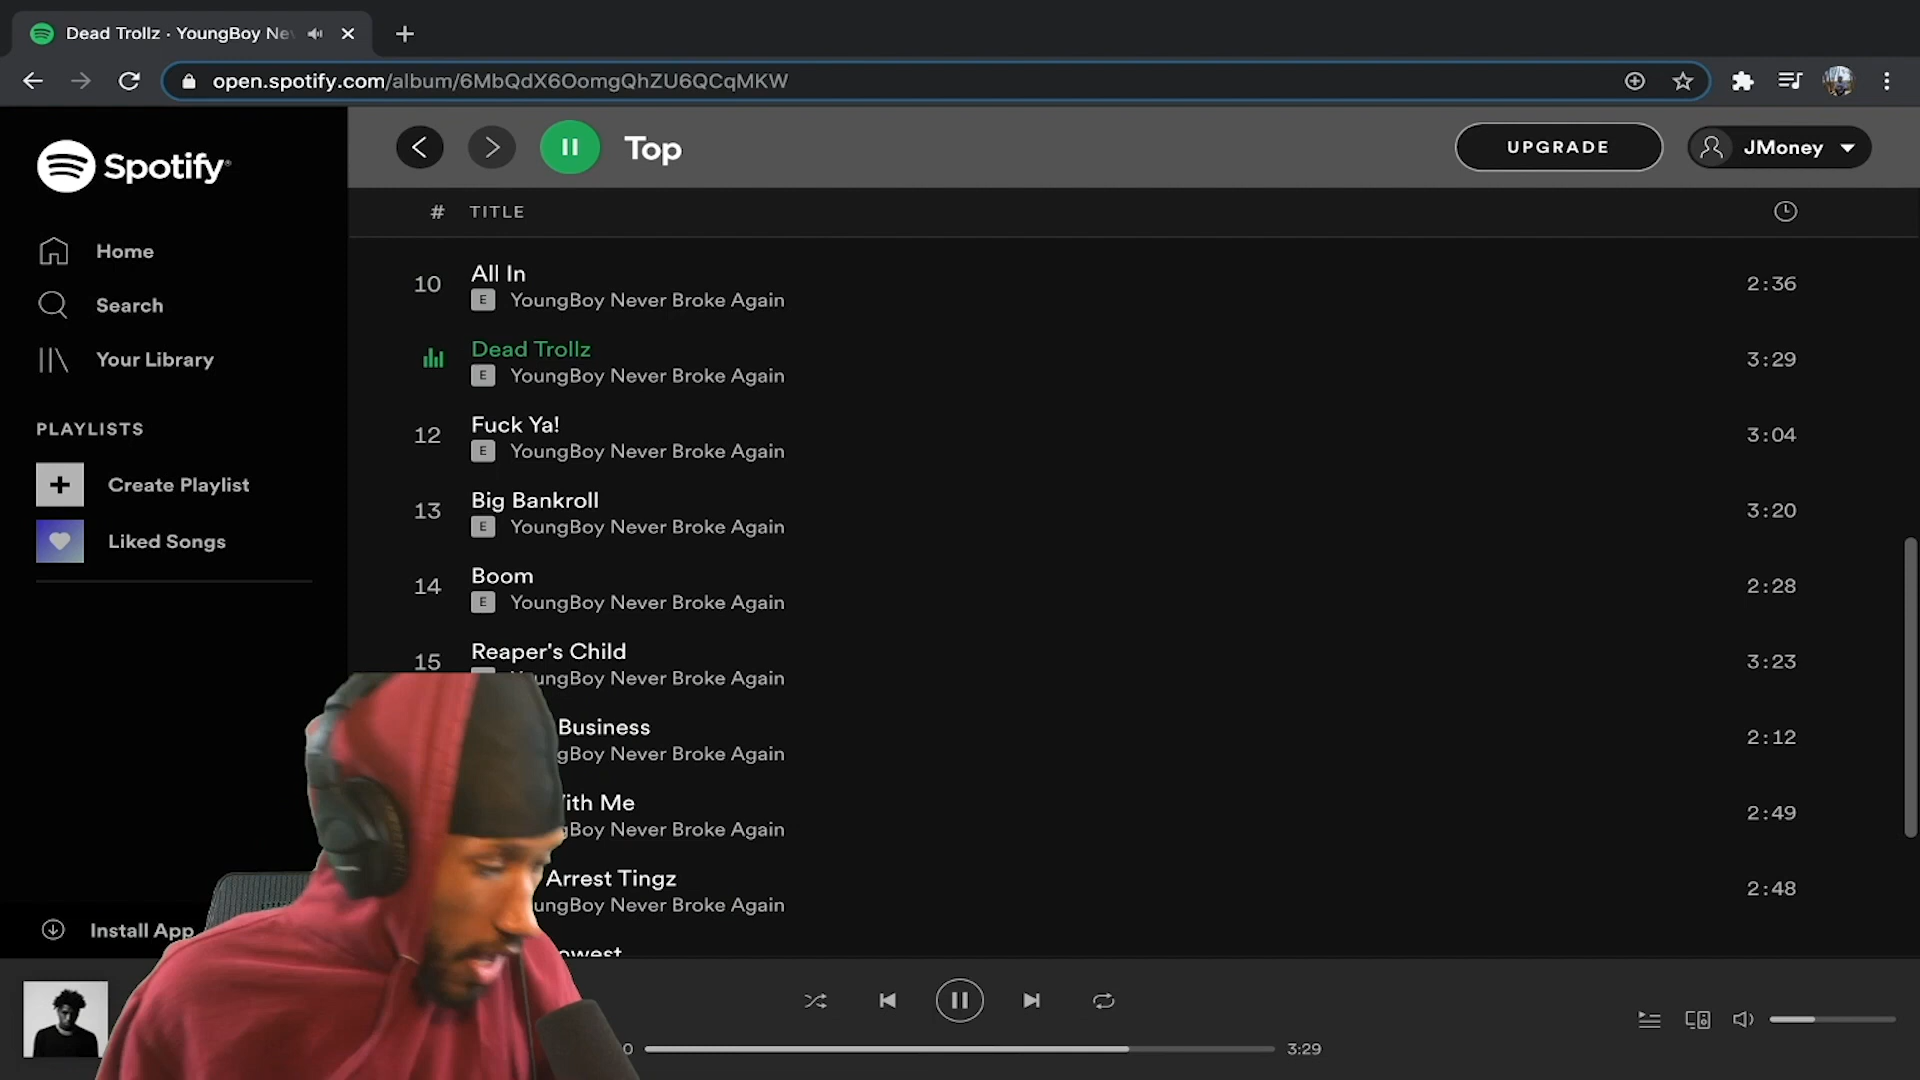 Dead Trollz · YoungBoy Ne
open.spotify.com/album/6MbQdX6OomgQhZU6QCqMKW
Spotify
Top
UPGRADE
JMoney
Home
Search
Your Library
PLAYLISTS
Create Playlist
Liked Songs
Install App
# TITLE
10 All In 2:36
E YoungBoy Never Broke Again
Dead Trollz 3:29
E YoungBoy Never Broke Again
12 Fuck Ya! 3:04
E YoungBoy Never Broke Again
13 Big Bankroll 3:20
E YoungBoy Never Broke Again
14 Boom 2:28
E YoungBoy Never Broke Again
15 Reaper's Child 3:23
ungBoy Never Broke Again
Business 2:12
gBoy Never Broke Again
ith Me 2:49
gBoy Never Broke Again
Arrest Tingz 2:48
ungBoy Never Broke Again
owest
0 3:29